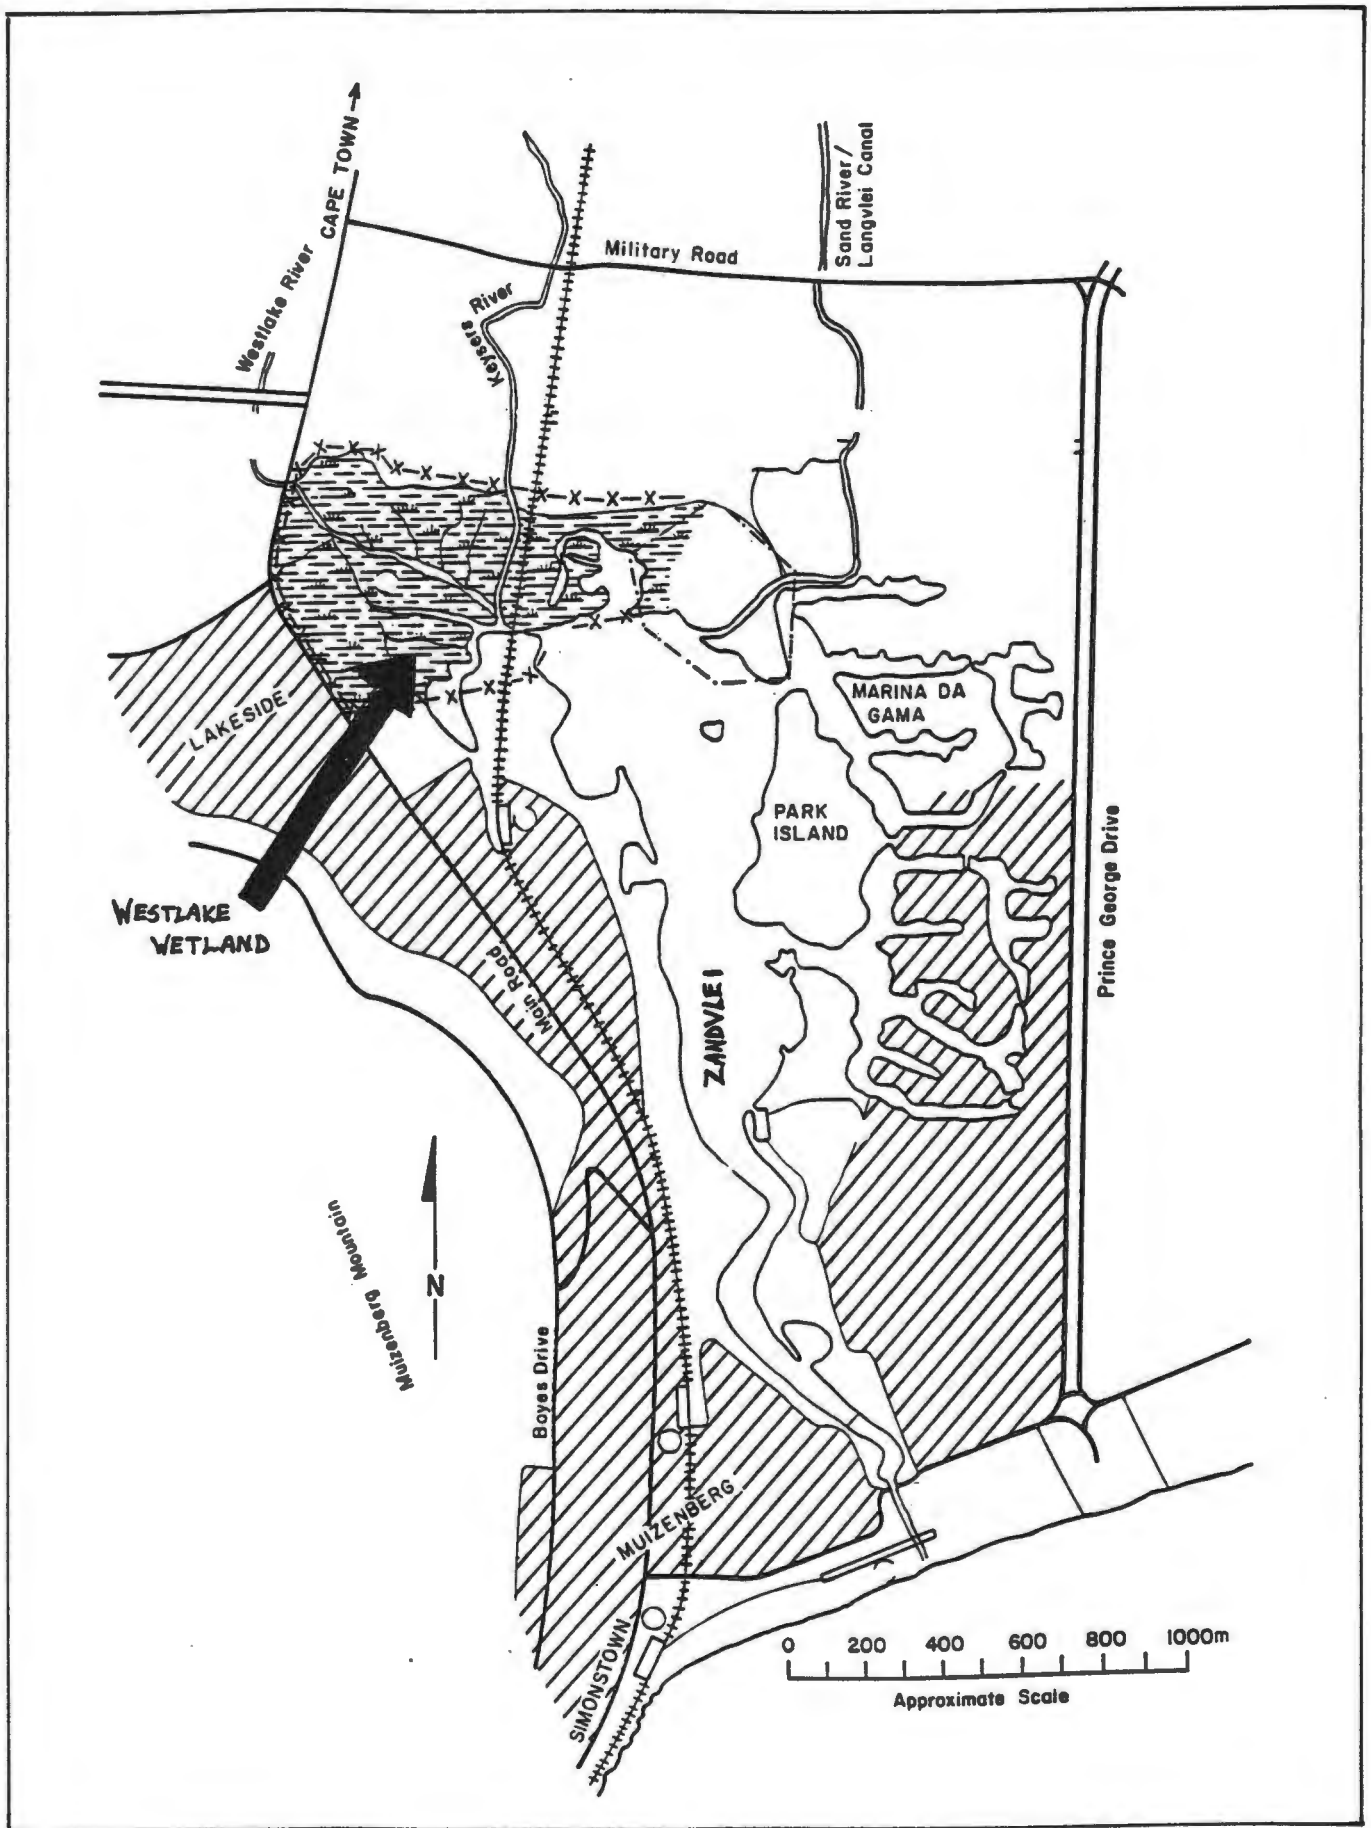 CAPE TOWN
Westlake River
Sand River /
Langvlei Canal
Military Road
Keysers River
LAKESIDE
MARINA DA
GAMA
PARK
ISLAND
Prince George Drive
WESTLAKE
WETLAND
Main Road
ZANDVLEI
Muizenberg Mountain
N
Boyes Drive
MUIZENBERG
SIMONSTOWN
0 200 400 600 800 1000m
Approximate Scale